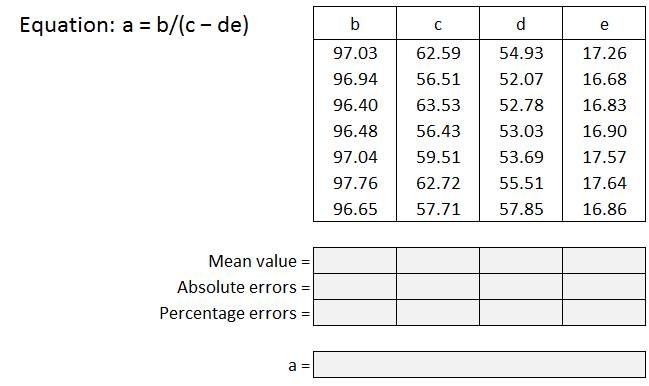 Equation: a = b/(c – de)
b c d e
97.03 62.59 54.93 17.26
96.94 56.51 52.07 16.68
96.40 63.53 52.78 16.83
96.48 56.43 53.03 16.90
97.04 59.51 53.69 17.57
97.76 62.72 55.51 17.64
96.65 57.71 57.85 16.86
Mean value =
Absolute errors =
Percentage errors =
a =